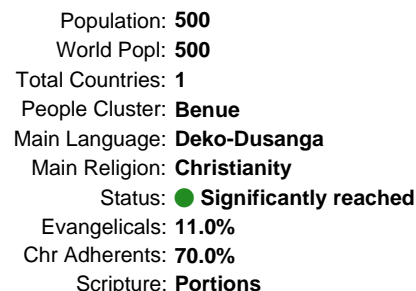 Population: 500
World Popl: 500
Total Countries: 1
People Cluster: Benue
Main Language: Deko-Dusanga
Main Religion: Christianity
Status: Significantly reached
Evangelicals: 11.0%
Chr Adherents: 70.0%
Scripture: Portions